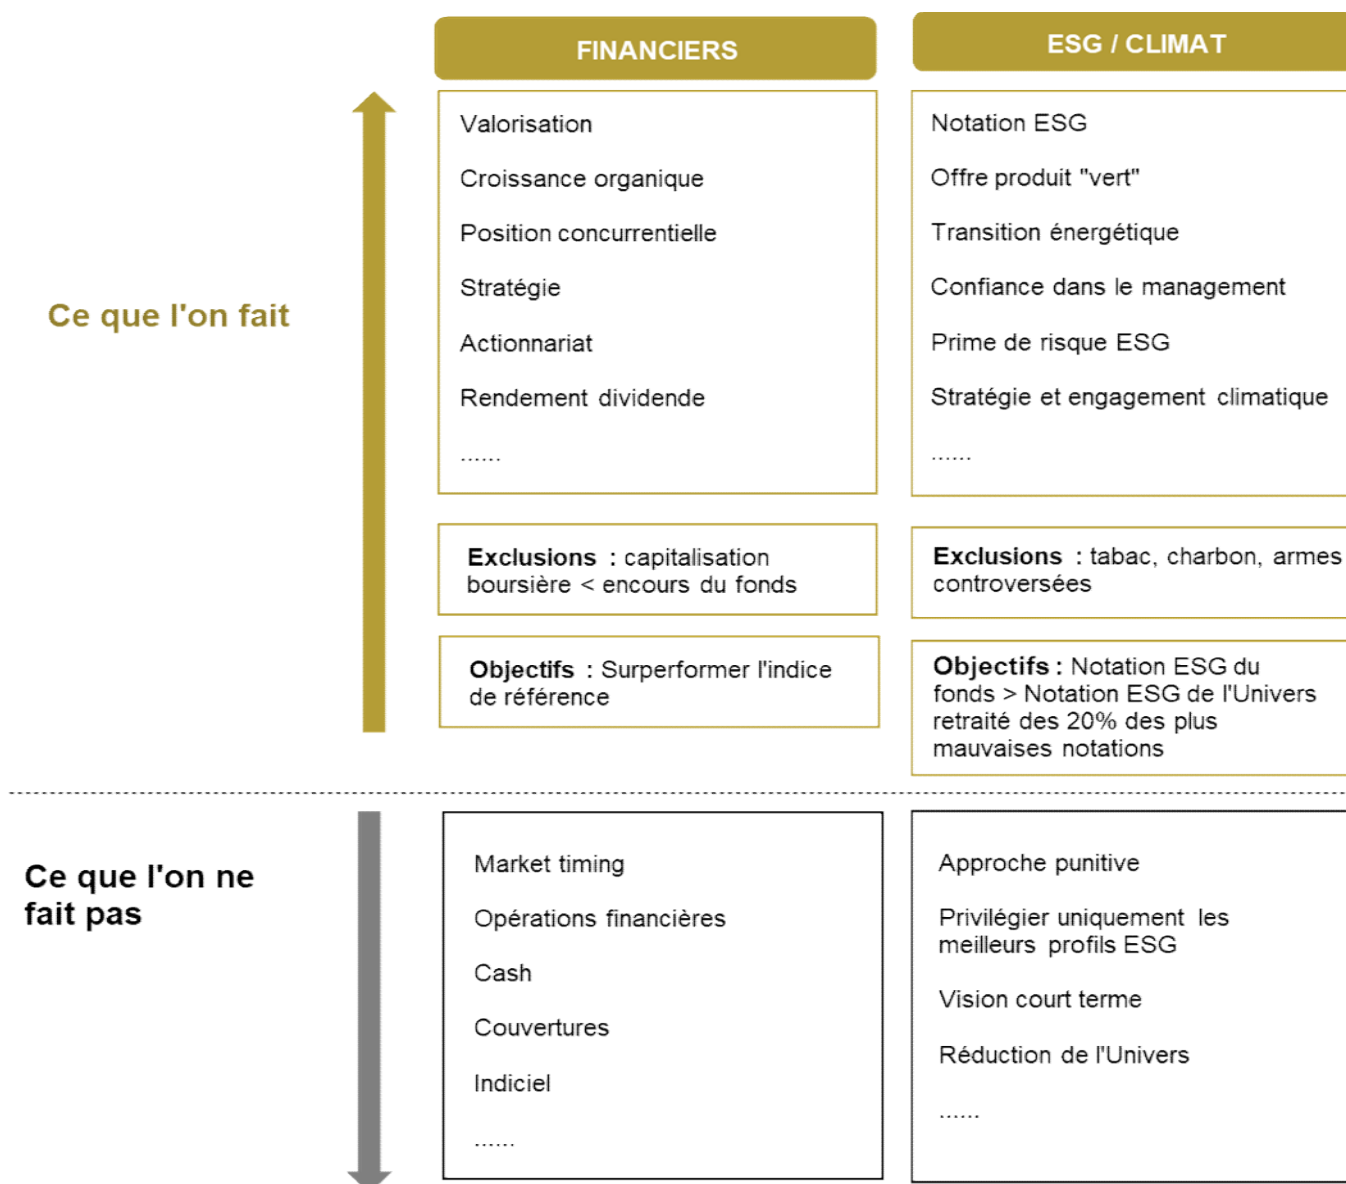 FINANCIERS
ESG / CLIMAT
Ce que l'on fait
Valorisation
Croissance organique
Position concurrentielle
Stratégie
Actionnariat
Rendement dividende
......
Notation ESG
Offre produit "vert"
Transition énergétique
Confiance dans le management
Prime de risque ESG
Stratégie et engagement climatique
......
Exclusions : capitalisation
boursière < encours du fonds
Exclusions : tabac, charbon, armes
controversées
Objectifs : Surperformer l'indice
de référence
Objectifs : Notation ESG du
fonds > Notation ESG de l'Univers
retraité des 20% des plus
mauvaises notations
Ce que l'on ne
fait pas
Market timing
Opérations financières
Cash
Couvertures
Indiciel
......
Approche punitive
Privilégier uniquement les
meilleurs profils ESG
Vision court terme
Réduction de l'Univers
......